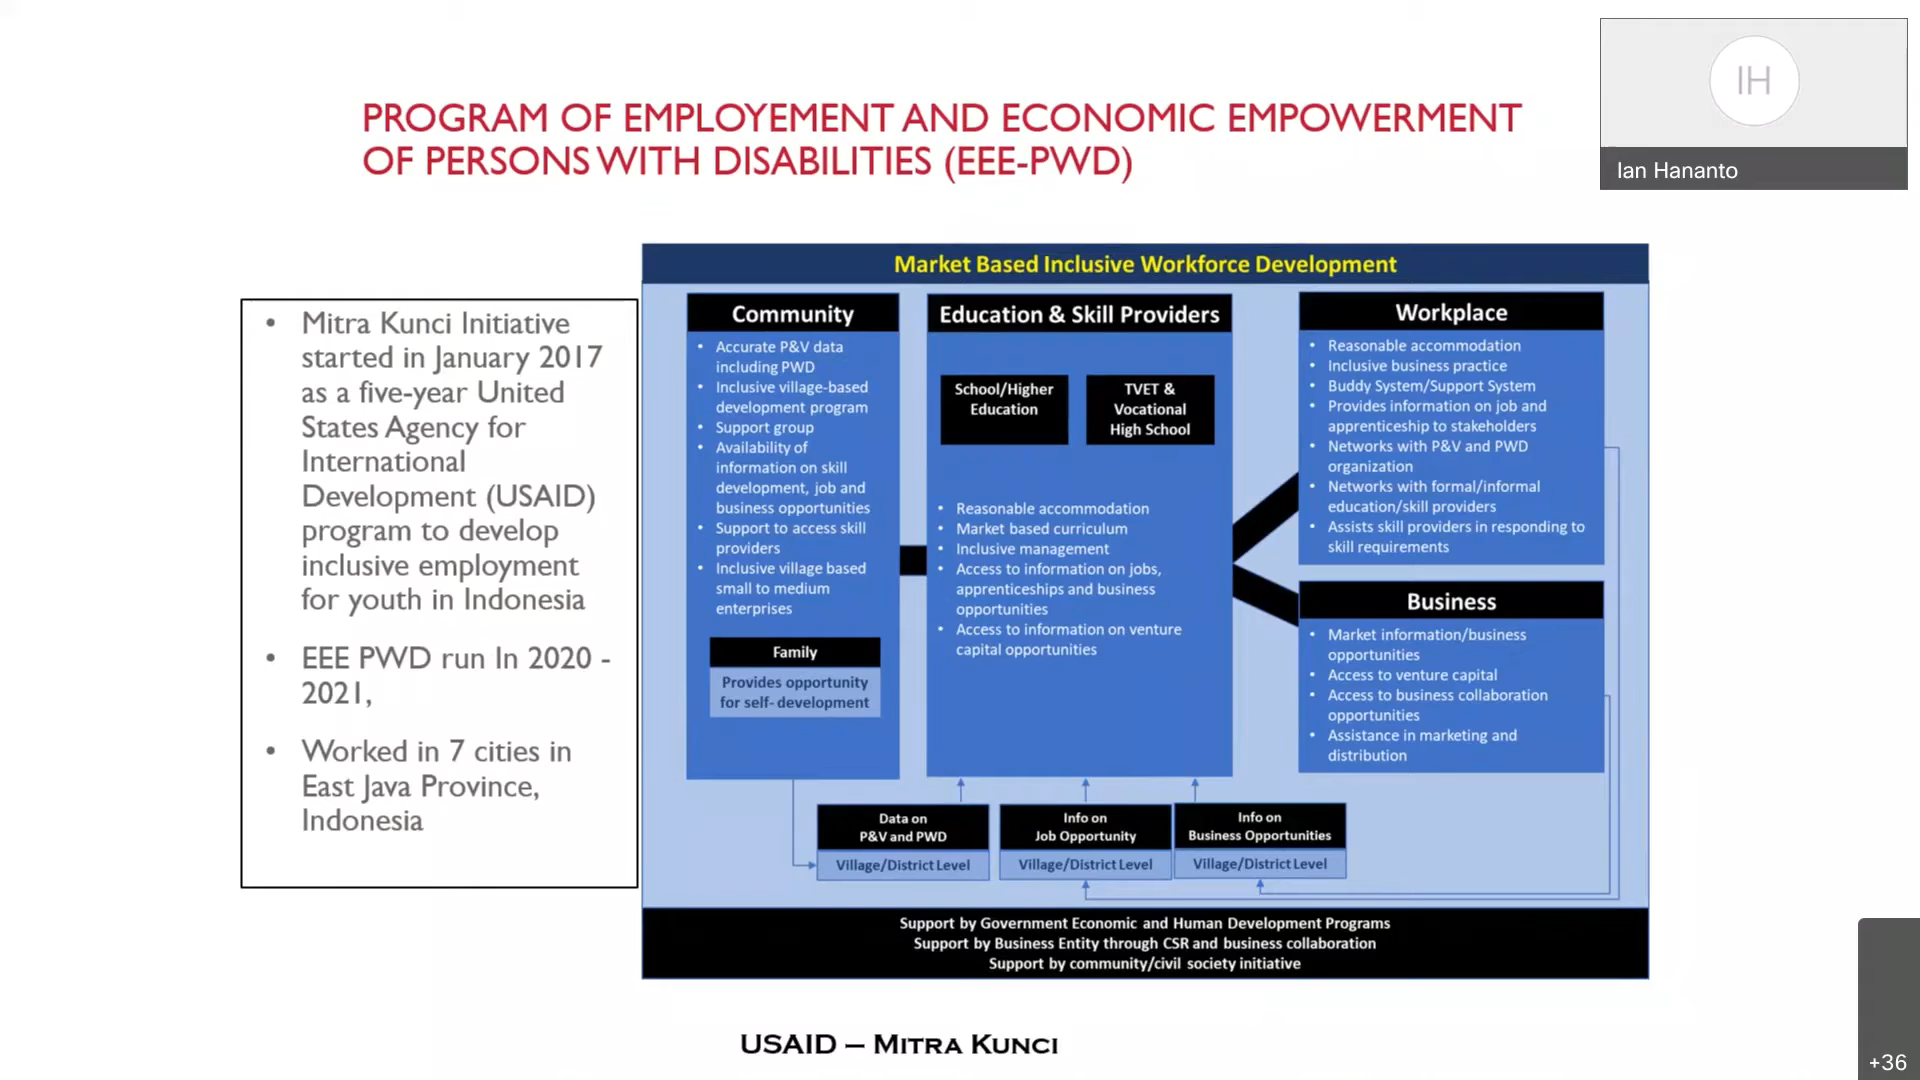 PROGRAM OF EMPLOYEMENT AND ECONOMIC EMPOWERMENT
OF PERSONS WITH DISABILITIES (EEE-PWD)
IH
Ian Hananto
• Mitra Kunci Initiative
started in January 2017
as a five-year United
States Agency for
International
Development (USAID)
program to develop
inclusive employment
for youth in Indonesia
• EEE PWD run In 2020 -
2021,
• Worked in 7 cities in
East Java Province,
Indonesia
Market Based Inclusive Workforce Development
Community
• Accurate P&V data
including PWD
• Inclusive village-based
development program
• Support group
• Availability of
information on skill
development, job and
business opportunities
• Support to access skill
providers
• Inclusive village based
small to medium
enterprises
Family
Provides opportunity
for self- development
Education & Skill Providers
School/Higher
Education
TVET &
Vocational
High School
• Reasonable accommodation
• Market based curriculum
• Inclusive management
• Access to information on jobs,
apprenticeships and business
opportunities
• Access to information on venture
capital opportunities
Workplace
• Reasonable accommodation
• Inclusive business practice
• Buddy System/Support System
• Provides information on job and
apprenticeship to stakeholders
• Networks with P&V and PWD
organization
• Networks with formal/informal
education/skill providers
• Assists skill providers in responding to
skill requirements
Business
• Market information/business
opportunities
• Access to venture capital
• Access to business collaboration
opportunities
• Assistance in marketing and
distribution
Data on
P&V and PWD
Village/District Level
Info on
Job Opportunity
Village/District Level
Info on
Business Opportunities
Village/District Level
Support by Government Economic and Human Development Programs
Support by Business Entity through CSR and business collaboration
Support by community/civil society initiative
USAID – MITRA KUNCI
+36